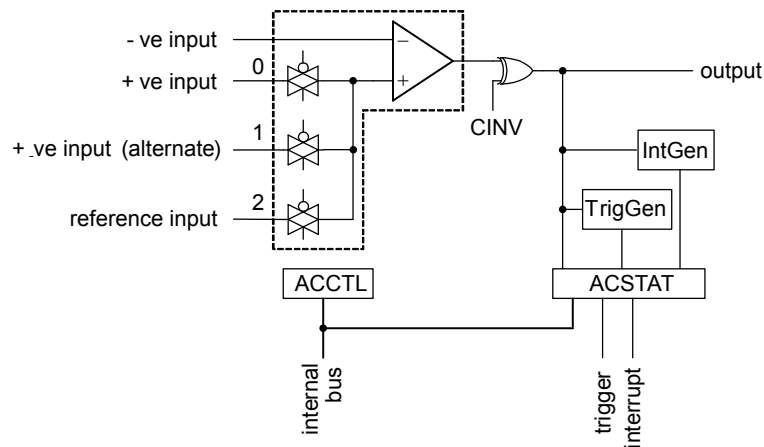 - ve input
−
+ ve input
0
+
output
CINV
1
+ ve input (alternate)
IntGen
2
reference input
TrigGen
ACCTL
ACSTAT
internal
bus
trigger
interrupt